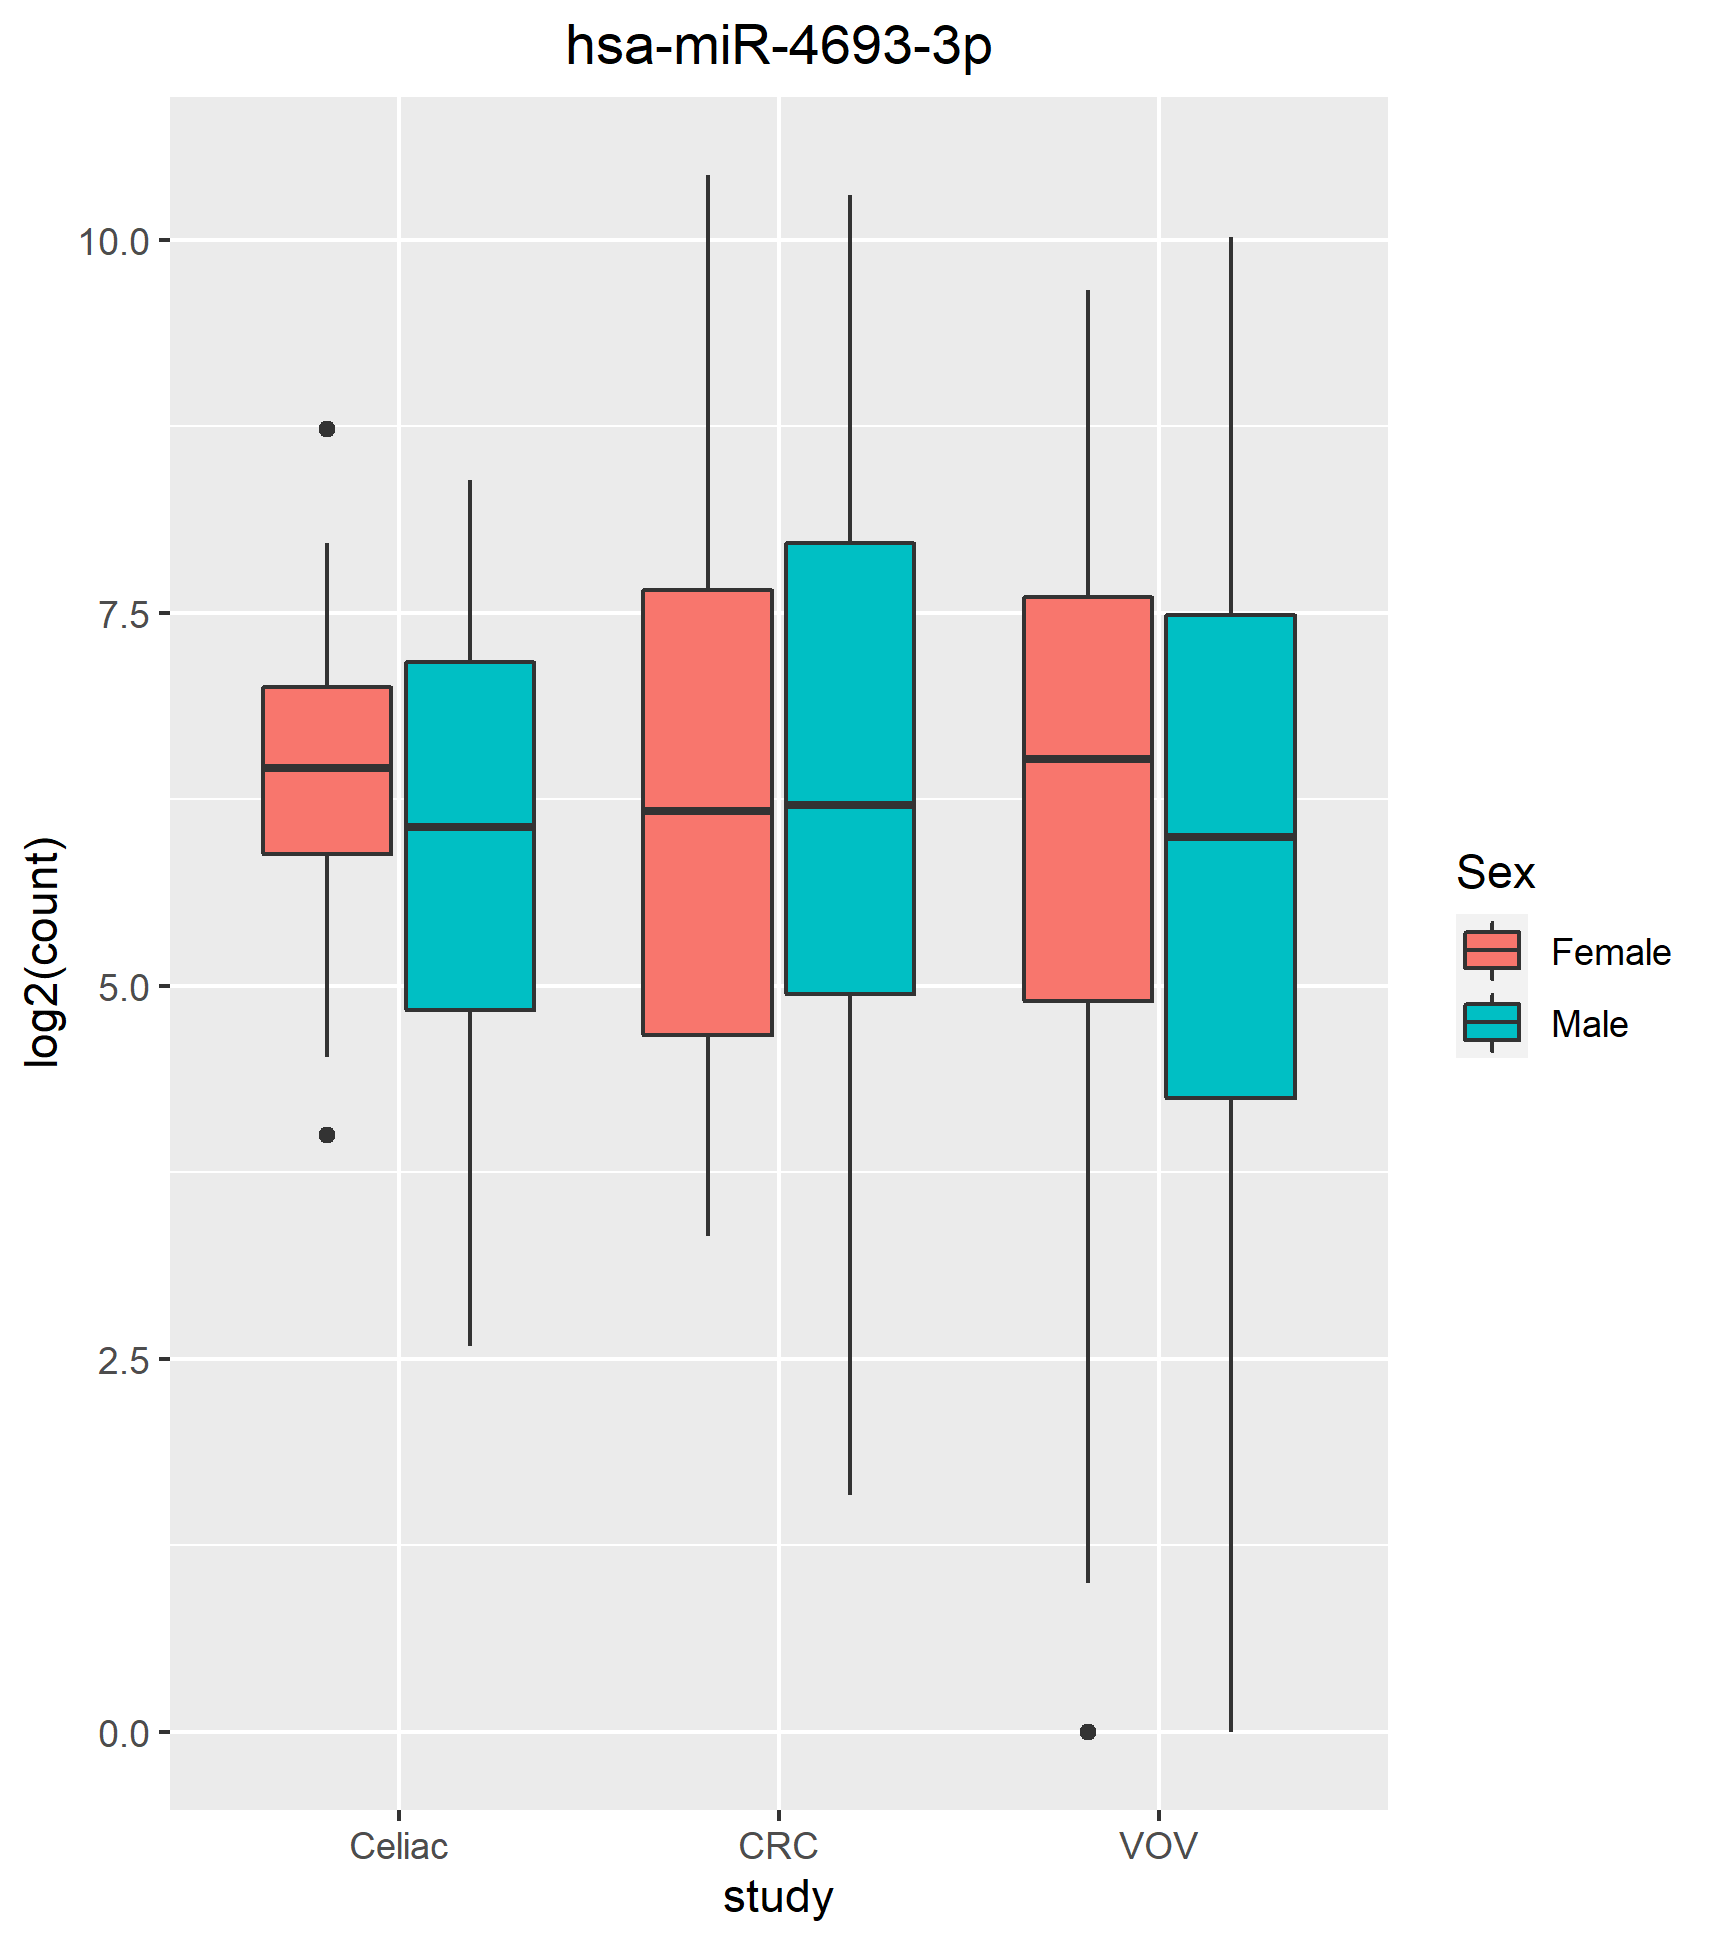 hsa-miR-4693-3p
log2(count)
10.0
7.5
5.0
2.5
0.0
Celiac
CRC
VOV
study
Sex
Female
Male